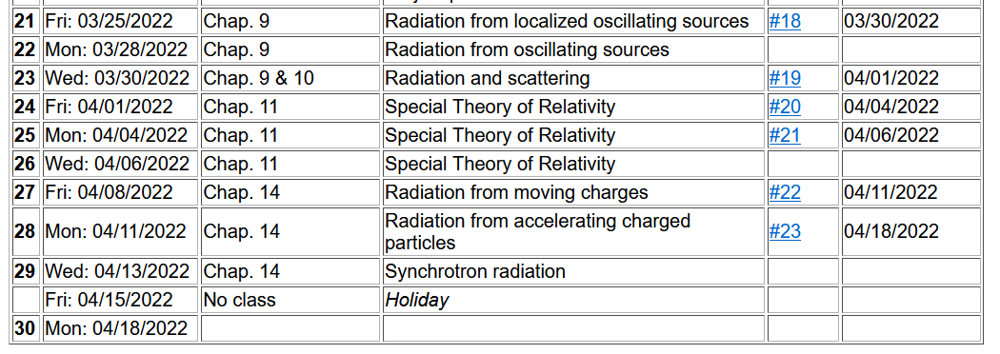 21 Fri: 03/25/2022 Chap. 9 Radiation from localized oscillating sources #18 03/30/2022
22 Mon: 03/28/2022 Chap. 9 Radiation from oscillating sources
23 Wed: 03/30/2022 Chap. 9 & 10 Radiation and scattering #19 04/01/2022
24 Fri: 04/01/2022 Chap. 11 Special Theory of Relativity #20 04/04/2022
25 Mon: 04/04/2022 Chap. 11 Special Theory of Relativity #21 04/06/2022
26 Wed: 04/06/2022 Chap. 11 Special Theory of Relativity
27 Fri: 04/08/2022 Chap. 14 Radiation from moving charges #22 04/11/2022
28 Mon: 04/11/2022 Chap. 14 Radiation from accelerating charged
particles #23 04/18/2022
29 Wed: 04/13/2022 Chap. 14 Synchrotron radiation
Fri: 04/15/2022 No class Holiday
30 Mon: 04/18/2022